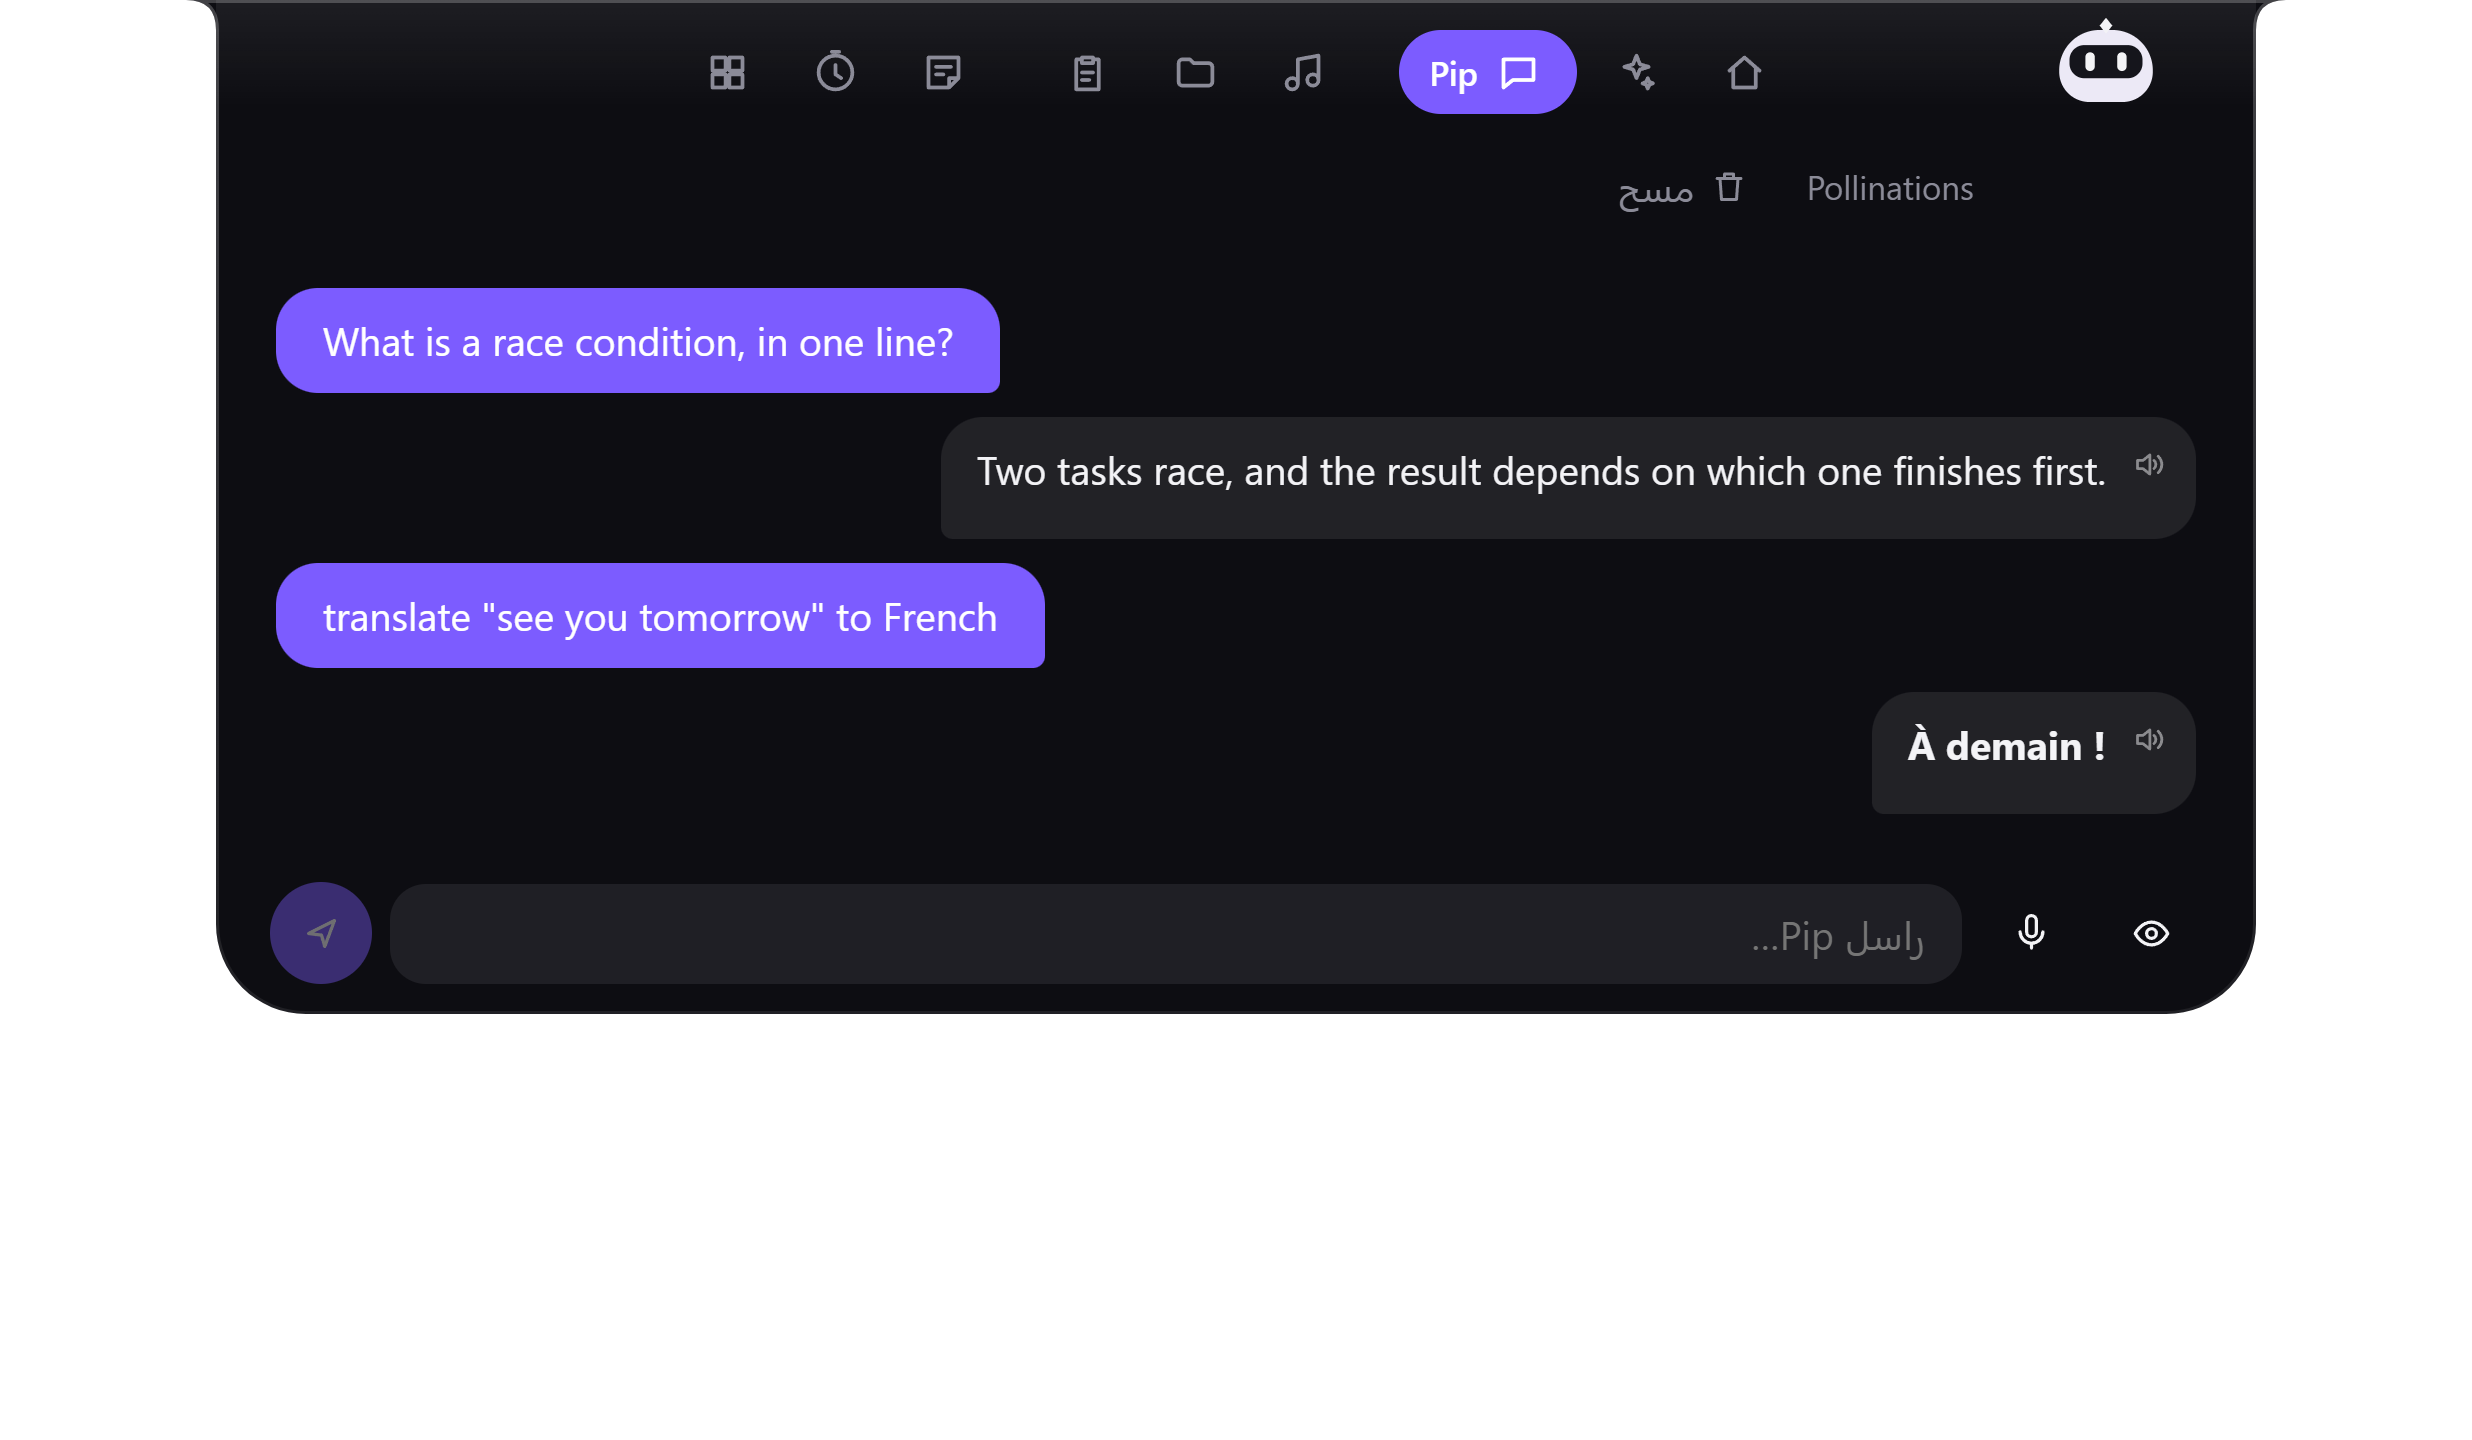 Pip
Pollinations
مسح
What is a race condition, in one line?
Two tasks race, and the result depends on which one finishes first.
translate "see you tomorrow" to French
À demain !
راسل Pip...